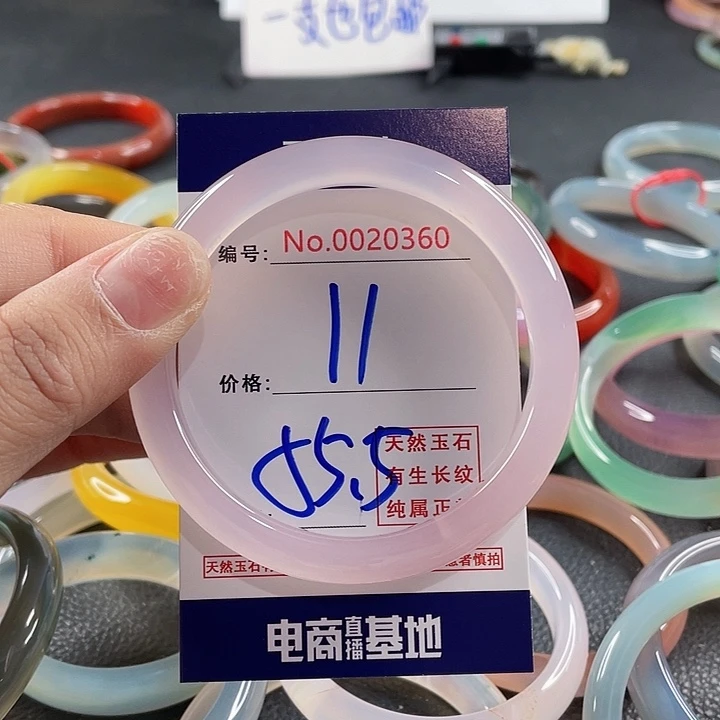 一支也包邮
编号: No.0020360
11
价格:
55.5
天然玉石
有生长纹
纯属正
天然玉石
者慎拍
电商直播基地